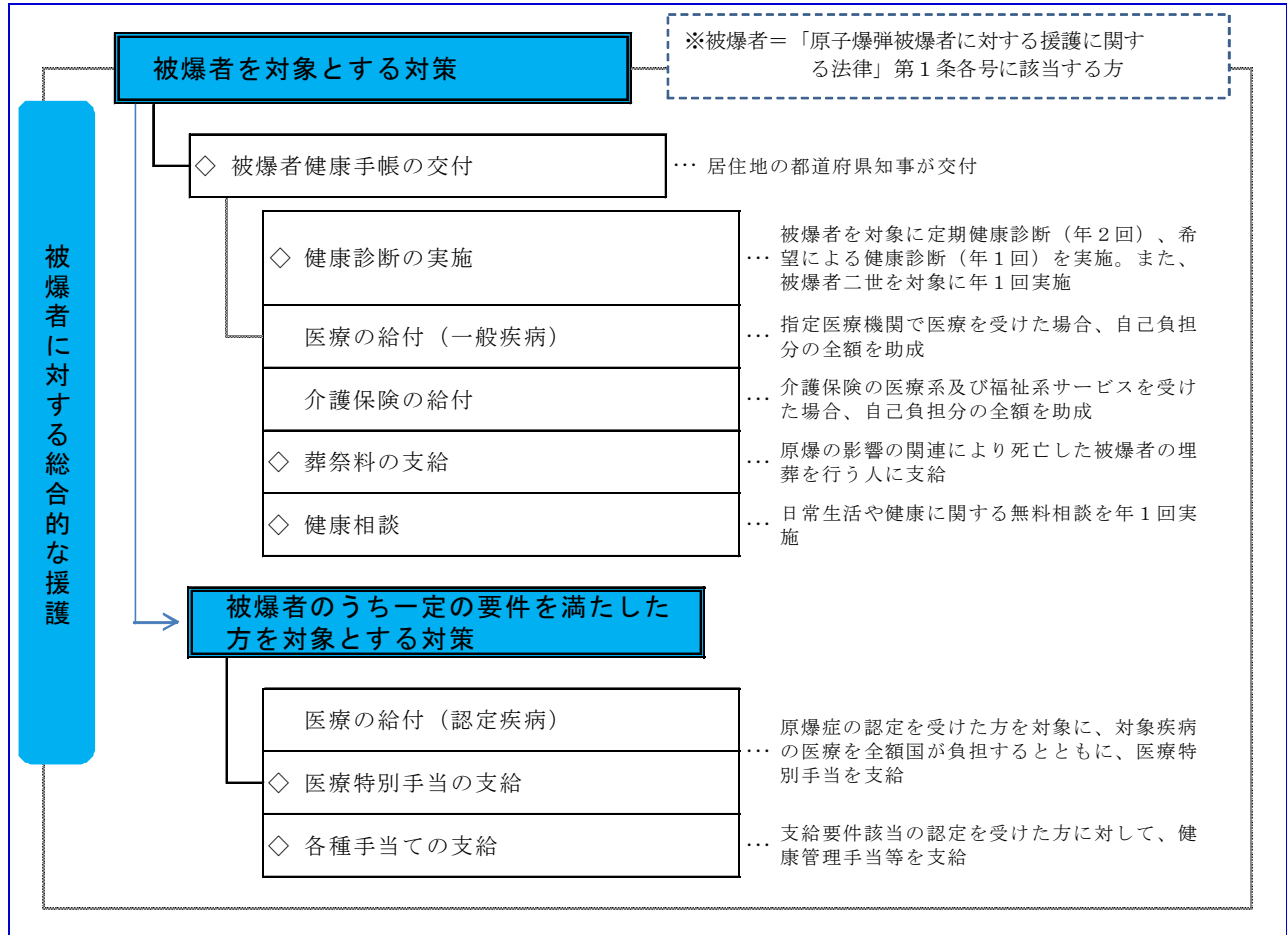 被爆者に対する総合的な援護
被爆者を対象とする対策
※被爆者＝「原子爆弾被爆者に対する援護に関す
る法律」第１条各号に該当する方
◇ 被爆者健康手帳の交付
… 居住地の都道府県知事が交付
◇ 健康診断の実施
… 被爆者を対象に定期健康診断（年２回）、希
望による健康診断（年１回）を実施。また、
被爆者二世を対象に年１回実施
医療の給付（一般疾病）
… 指定医療機関で医療を受けた場合、自己負担
分の全額を助成
介護保険の給付
… 介護保険の医療系及び福祉系サービスを受け
た場合、自己負担分の全額を助成
◇ 葬祭料の支給
… 原爆の影響の関連により死亡した被爆者の埋
葬を行う人に支給
◇ 健康相談
… 日常生活や健康に関する無料相談を年１回実
施
被爆者のうち一定の要件を満たした
方を対象とする対策
医療の給付（認定疾病）
◇ 医療特別手当の支給
… 原爆症の認定を受けた方を対象に、対象疾病
の医療を全額国が負担するとともに、医療特
別手当を支給
◇ 各種手当ての支給
… 支給要件該当の認定を受けた方に対して、健
康管理手当等を支給